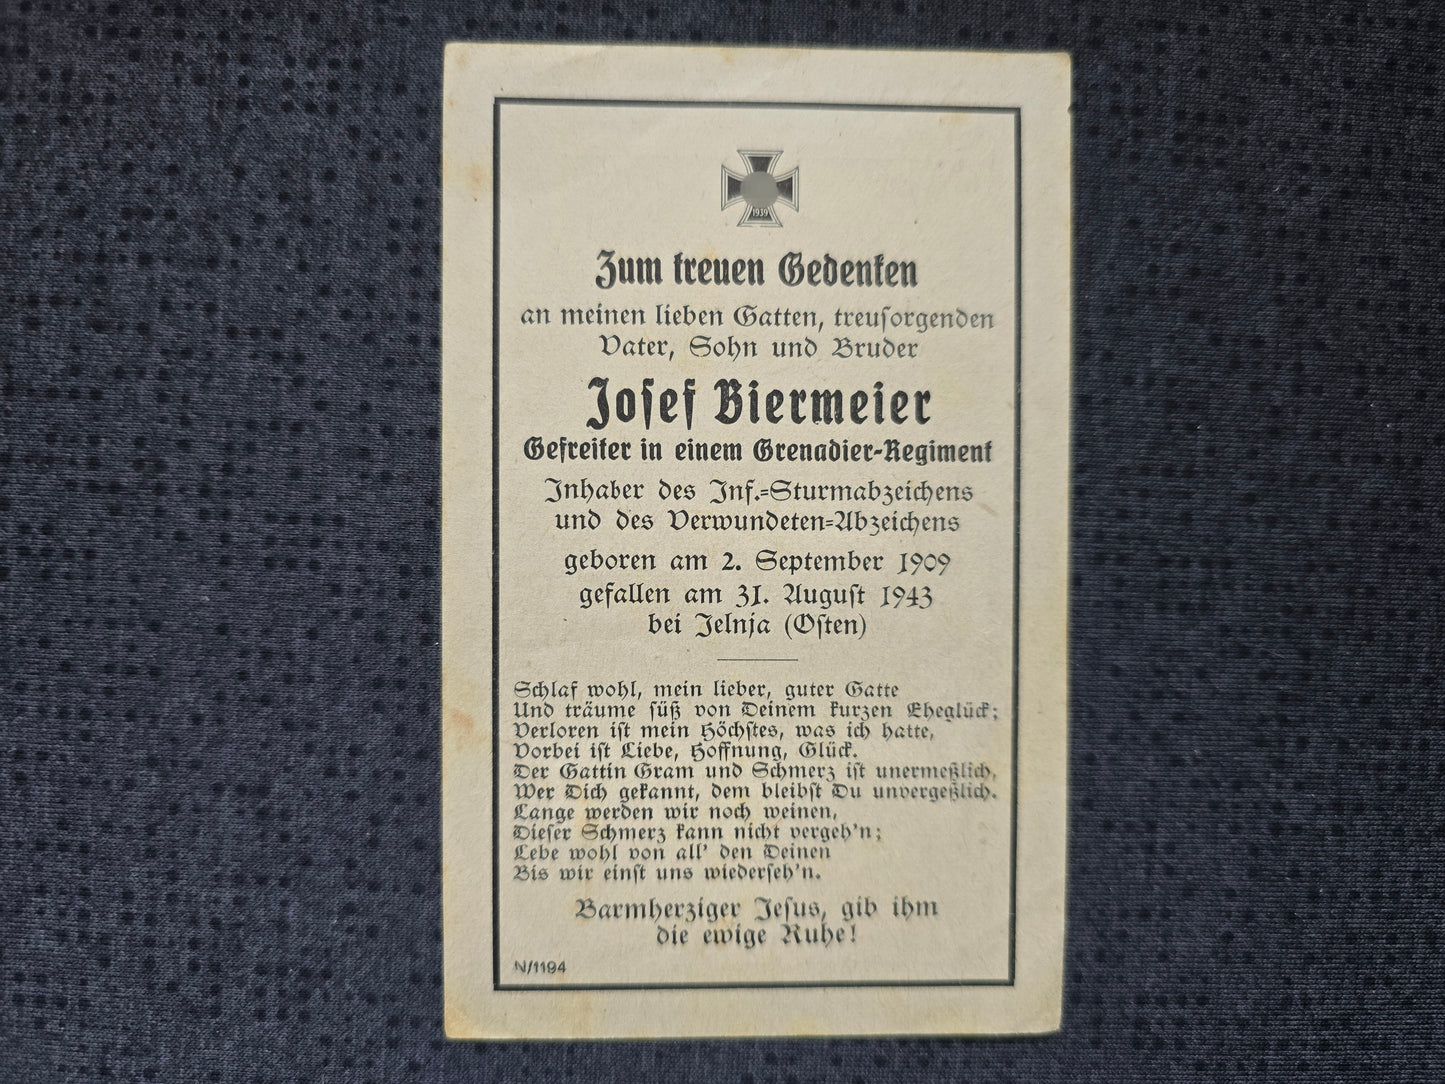 1939
Zum treuen Gedenken
an meinen lieben Gatten, treusorgenden
Vater, Sohn und Bruder
Josef Biermeier
Gefreiter in einem Grenadier-Regiment
Inhaber des Inf.=Sturmabzeichens
und des Verwundeten=Abzeichens
geboren am 2. September 1909
gefallen am 31. August 1943
bei Jelnja (Osten)
Schlaf wohl, mein lieber, guter Gatte
Und träume süß von Deinem kurzen Eheglück;
Verloren ist mein Höchstes, was ich hatte,
Vorbei ist Liebe, Hoffnung, Glück.
Der Gattin Gram und Schmerz ist unermeßlich,
Wer Dich gekannt, dem bleibst Du unvergeßlich.
Lange werden wir noch weinen,
Dieser Schmerz kann nicht vergeh'n;
Lebe wohl von all' den Deinen
Bis wir einst uns wiederseh'n.
Barmherziger Jesus, gib ihm
die ewige Ruhe!
N/1194